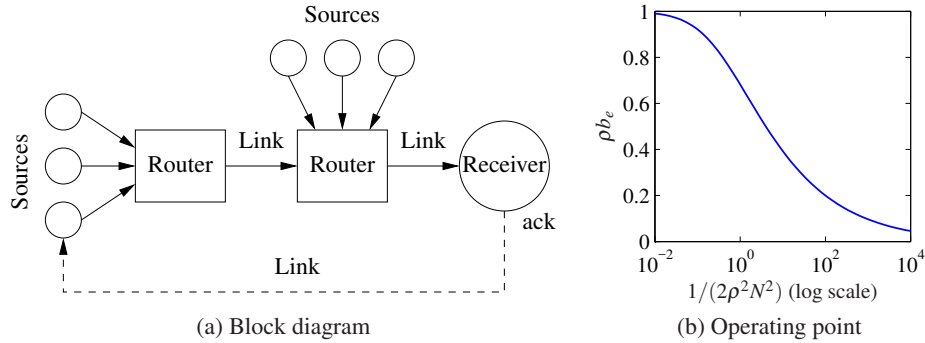 Sources
Sources
Router
Link
Router
Link
Receiver
ack
Link
(a) Block diagram
1
0.8
0.6
0.4
0.2
0
ρb_e
10^−2
10^0
10^2
10^4
1/(2ρ^2N^2) (log scale)
(b) Operating point